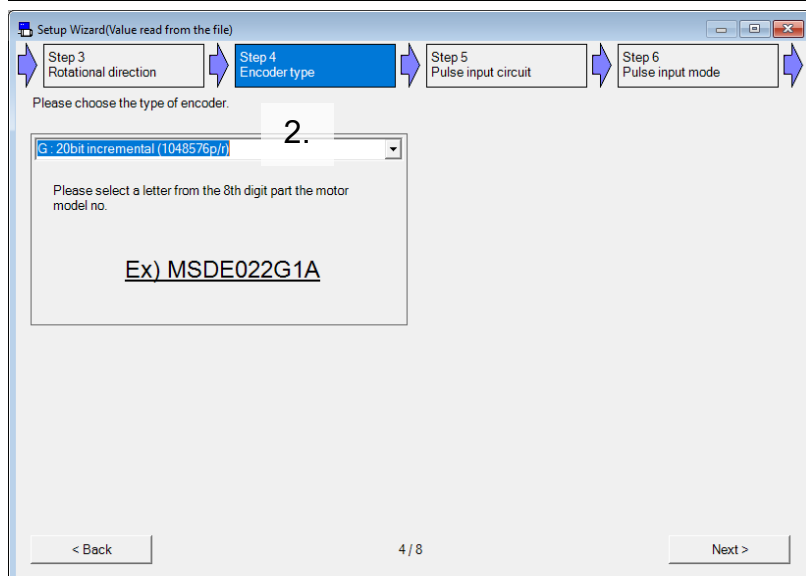 Setup Wizard(Value read from the file)
Step 3
Rotational direction
Step 4
Encoder type
Step 5
Pulse input circuit
Step 6
Pulse input mode
Please choose the type of encoder.
2.
G : 20bit incremental (1048576p/r)
Please select a letter from the 8th digit part the motor
model no.
Ex) MSDE022G1A
< Back
4 / 8
Next >